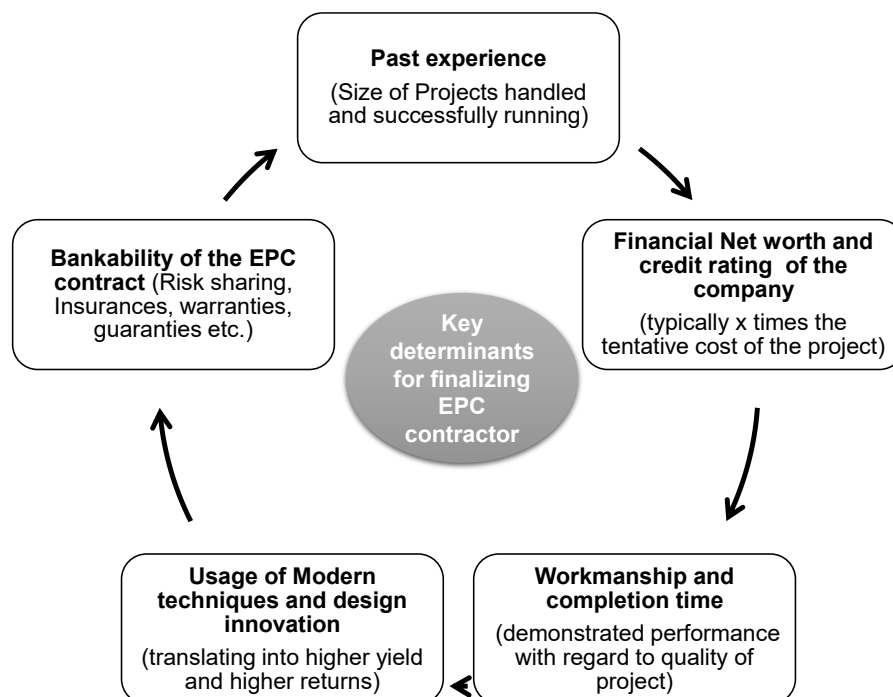 Past experience
(Size of Projects handled
and successfully running)
Financial Net worth and
credit rating of the
company
(typically x times the
tentative cost of the project)
Workmanship and
completion time
(demonstrated performance
with regard to quality of
project)
Usage of Modern
techniques and design
innovation
(translating into higher yield
and higher returns)
Bankability of the EPC
contract (Risk sharing,
Insurances, warranties,
guaranties etc.)
Key
determinants
for finalizing
EPC
contractor